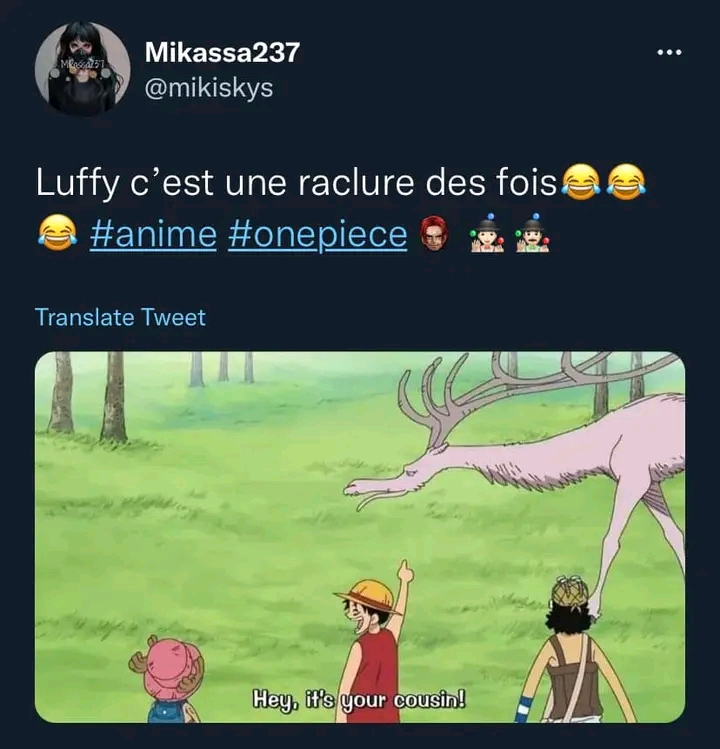 Mikassa237
@mikiskys
Luffy c’est une raclure des fois😂😂
😂 #anime #onepiece
Translate Tweet
Hey, it's your cousin!